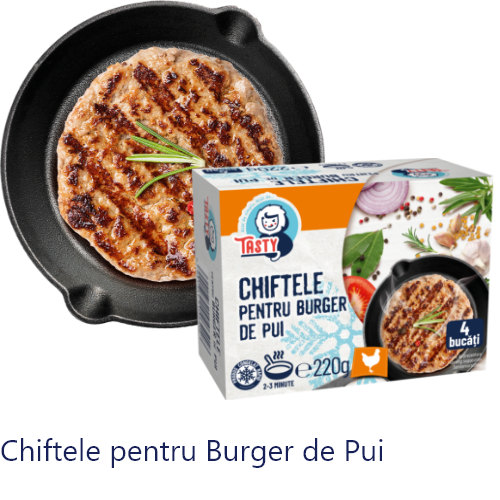 TASTY
CHIFTELE
PENTRU BURGER
DE PUI
2-3 MINUTE
℮220g
4
bucăți
Chiftele pentru Burger de Pui